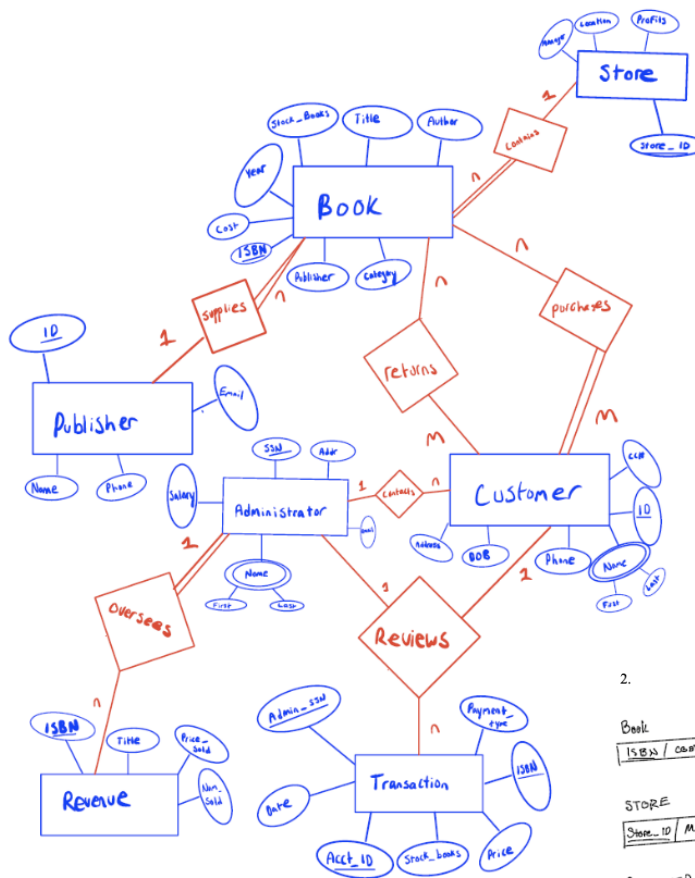 Manager
Location
Profits
Store
Store_ID
1
Contains
n
Stock_Books
Title
Author
Year
Book
Cost
ISBN
Publisher
Category
n
n
n
Supplies
1
purchases
returns
M
M
ID
Publisher
Email
Name
Phone
SSN
Addr
Salary
Administrator
Email
Name
First
Last
1
Contacts
n
Customer
CC#
ID
Address
DOB
Phone
Name
First
Last
1
Oversees
n
1
1
Reviews
n
ISBN
Title
Price_sold
Num_sold
Revenue
Admin_SSN
Payment_type
ISBN
Date
Transaction
Acct_ID
Stock_books
Price
2.
Book
ISBN
STORE
Store_ID / M